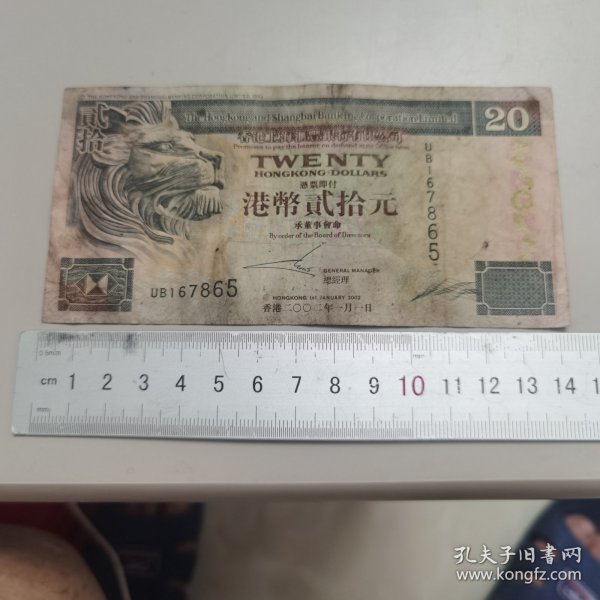 貳拾
The Hongkong and Shanghai Banking Corporation Limited
20
香港上海滙豐銀行有限公司
Promises to pay the bearer on demand at its Office here
TWENTY
HONGKONG DOLLARS
憑票即付
港幣貳拾元
承董事會命
By order of the Board of Directors
UB167865
GENERAL MANAGER
總經理
UB167865
HONGKONG 1st JANUARY 2002
香港二〇〇二年一月一日
0.5mm
mm
cm 1 2 3 4 5 6 7 8 9 10 11 12 13 14 1
mm
孔夫子旧书网
www.kongfz.com